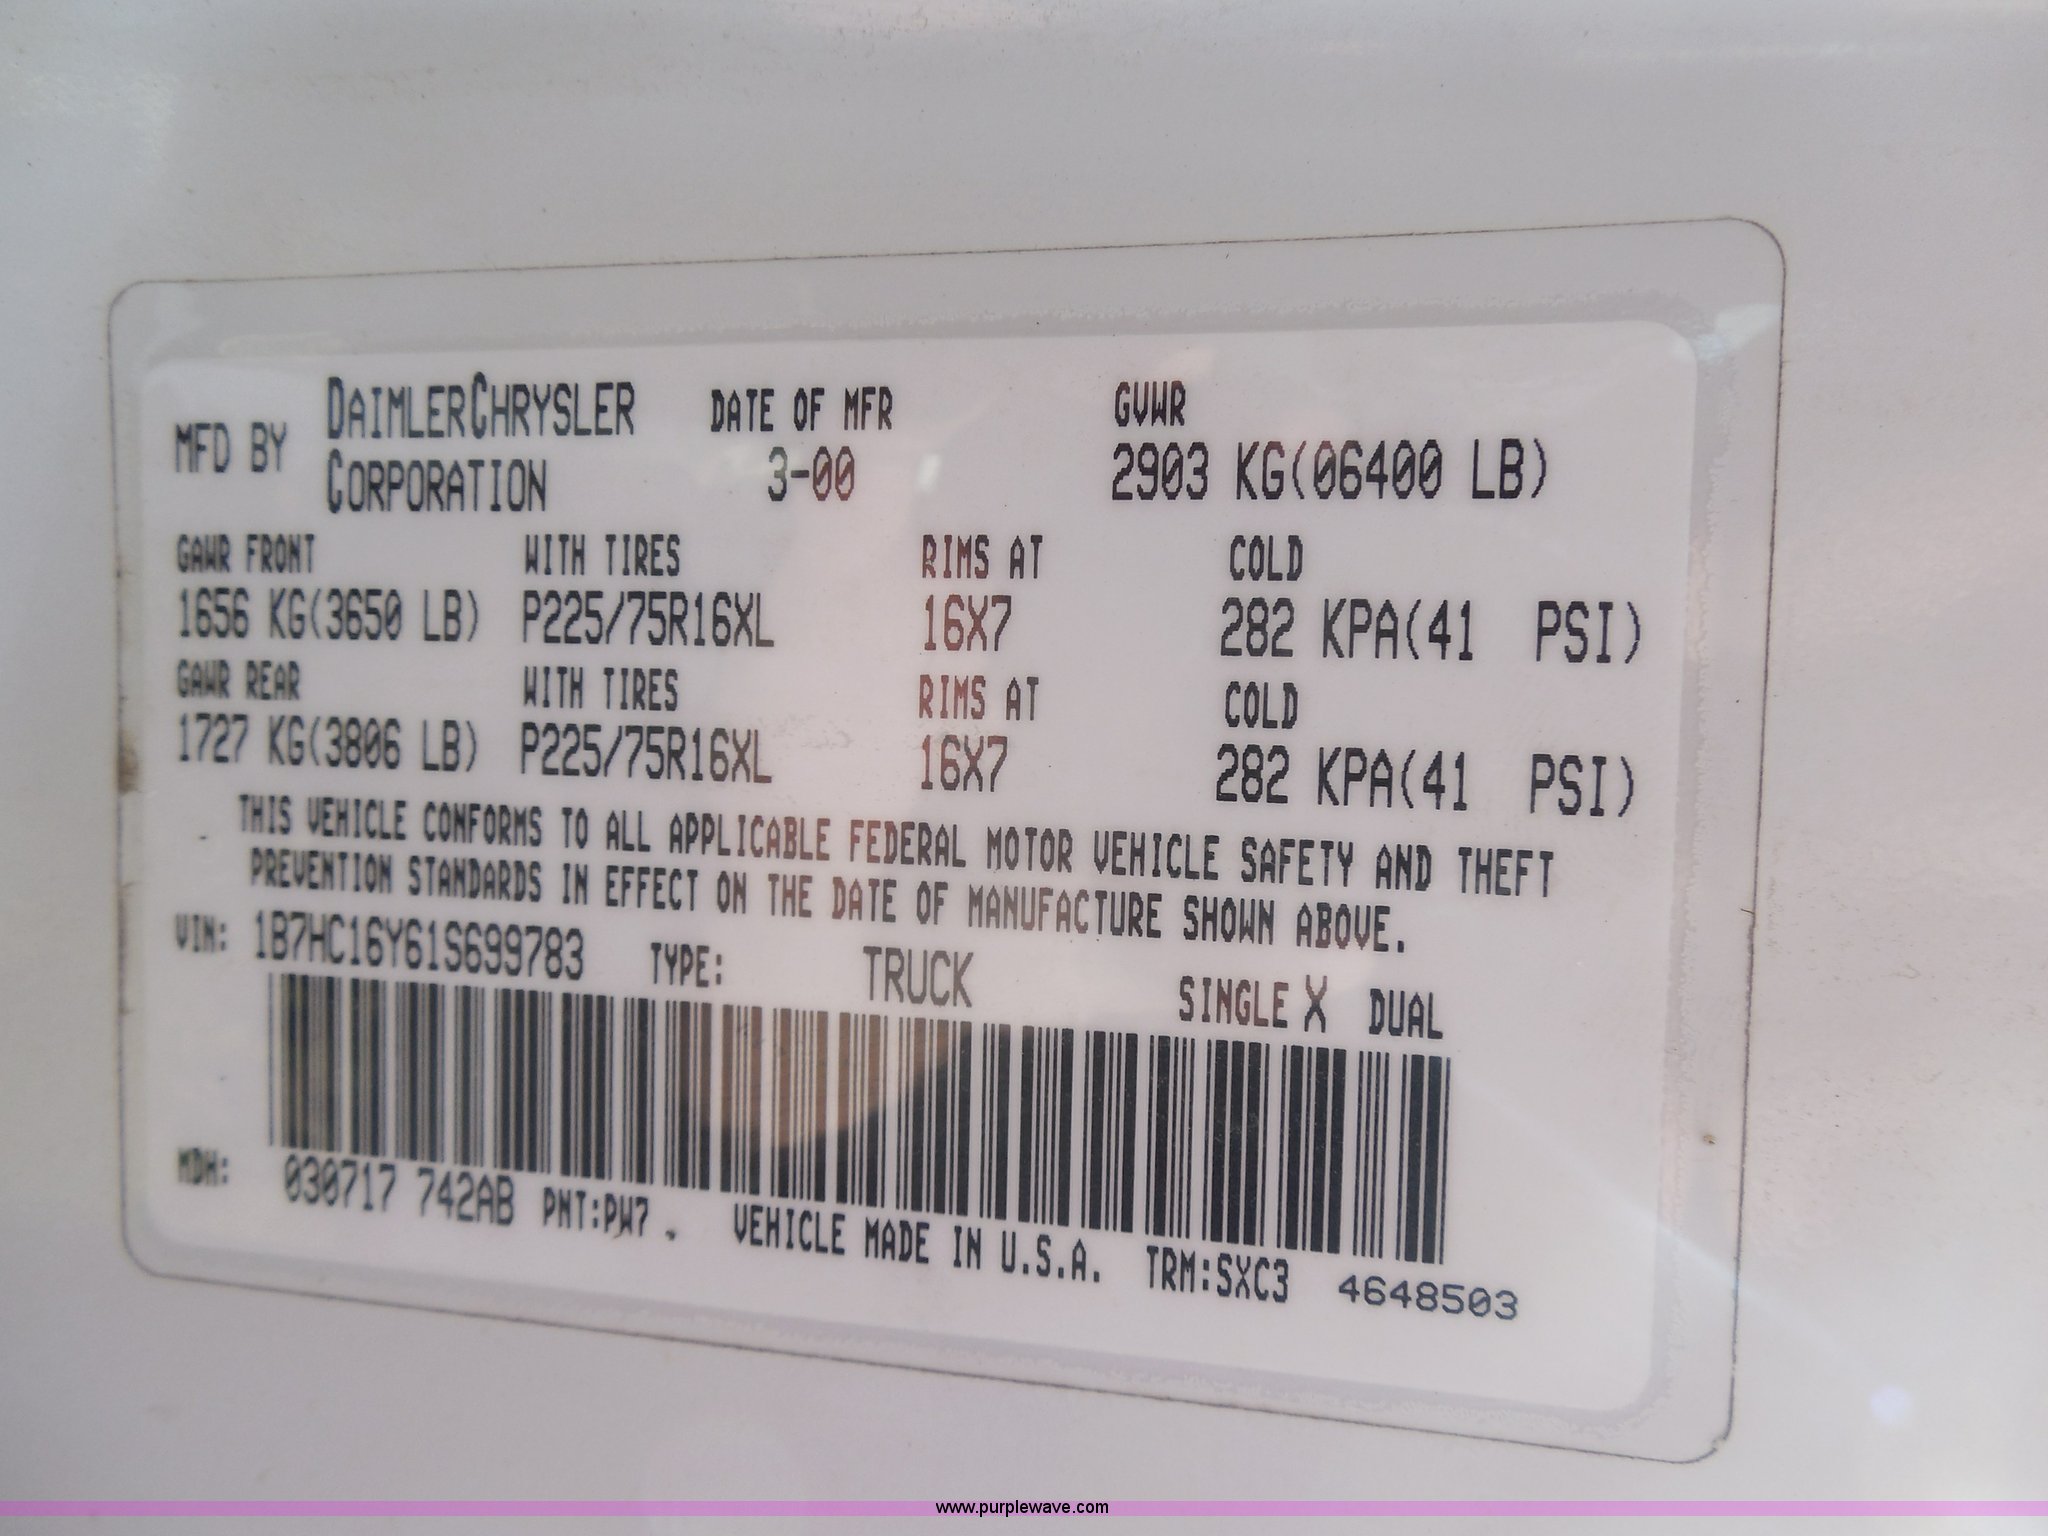 MFD BY DAIMLERCHRYSLER CORPORATION DATE OF MFR 3-00 GVWR 2903 KG(06400 LB)
GAWR FRONT WITH TIRES RIMS AT COLD
1656 KG(3650 LB) P225/75R16XL 16X7 282 KPA(41 PSI)
GAWR REAR WITH TIRES RIMS AT COLD
1727 KG(3806 LB) P225/75R16XL 16X7 282 KPA(41 PSI)
THIS VEHICLE CONFORMS TO ALL APPLICABLE FEDERAL MOTOR VEHICLE SAFETY AND THEFT
PREVENTION STANDARDS IN EFFECT ON THE DATE OF MANUFACTURE SHOWN ABOVE.
VIN: 1B7HC16Y61S699783 TYPE: TRUCK SINGLE X DUAL
MDH: 030717 742AB PNT:PW7 . VEHICLE MADE IN U.S.A. TRM:SXC3 4648503
www.purplewave.com